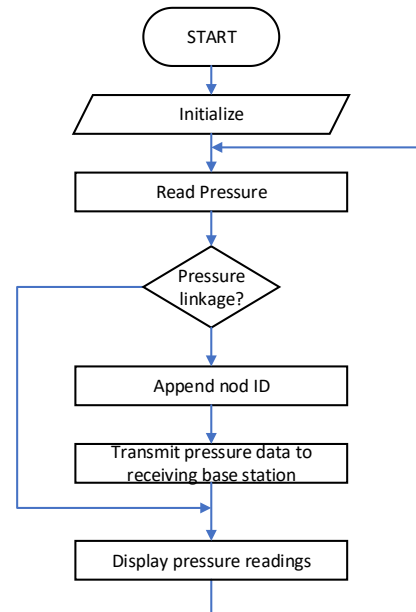 START
Initialize
Read Pressure
Pressure
linkage?
Append nod ID
Transmit pressure data to
receiving base station
Display pressure readings